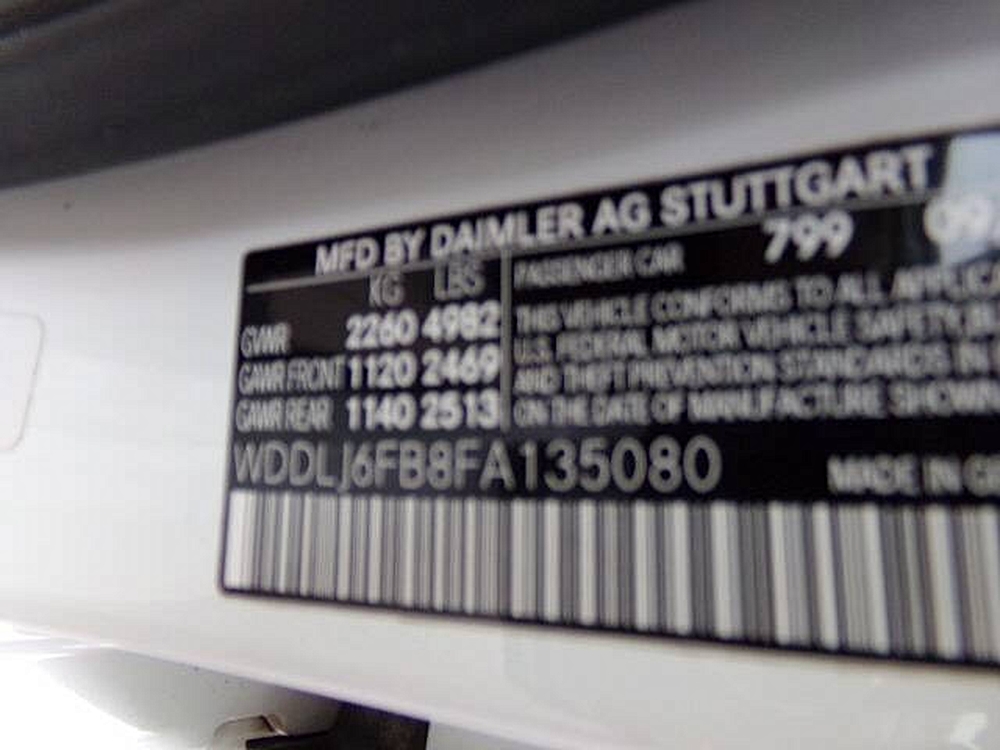 MFD BY DAIMLER AG STUTTGART
KG LBS
GVWR 2260 4982
GAWR FRONT 1120 2469
GAWR REAR 1140 2513
PASSENGER CAR 799
THIS VEHICLE CONFORMS TO ALL
U.S. FEDERAL MOTOR VEHICLE SAFETY
AND THEFT PREVENTION STANDARDS IN
ON THE DATE OF MANUFACTURE SHOWN
WDDLJ6FB8FA135080
MADE IN